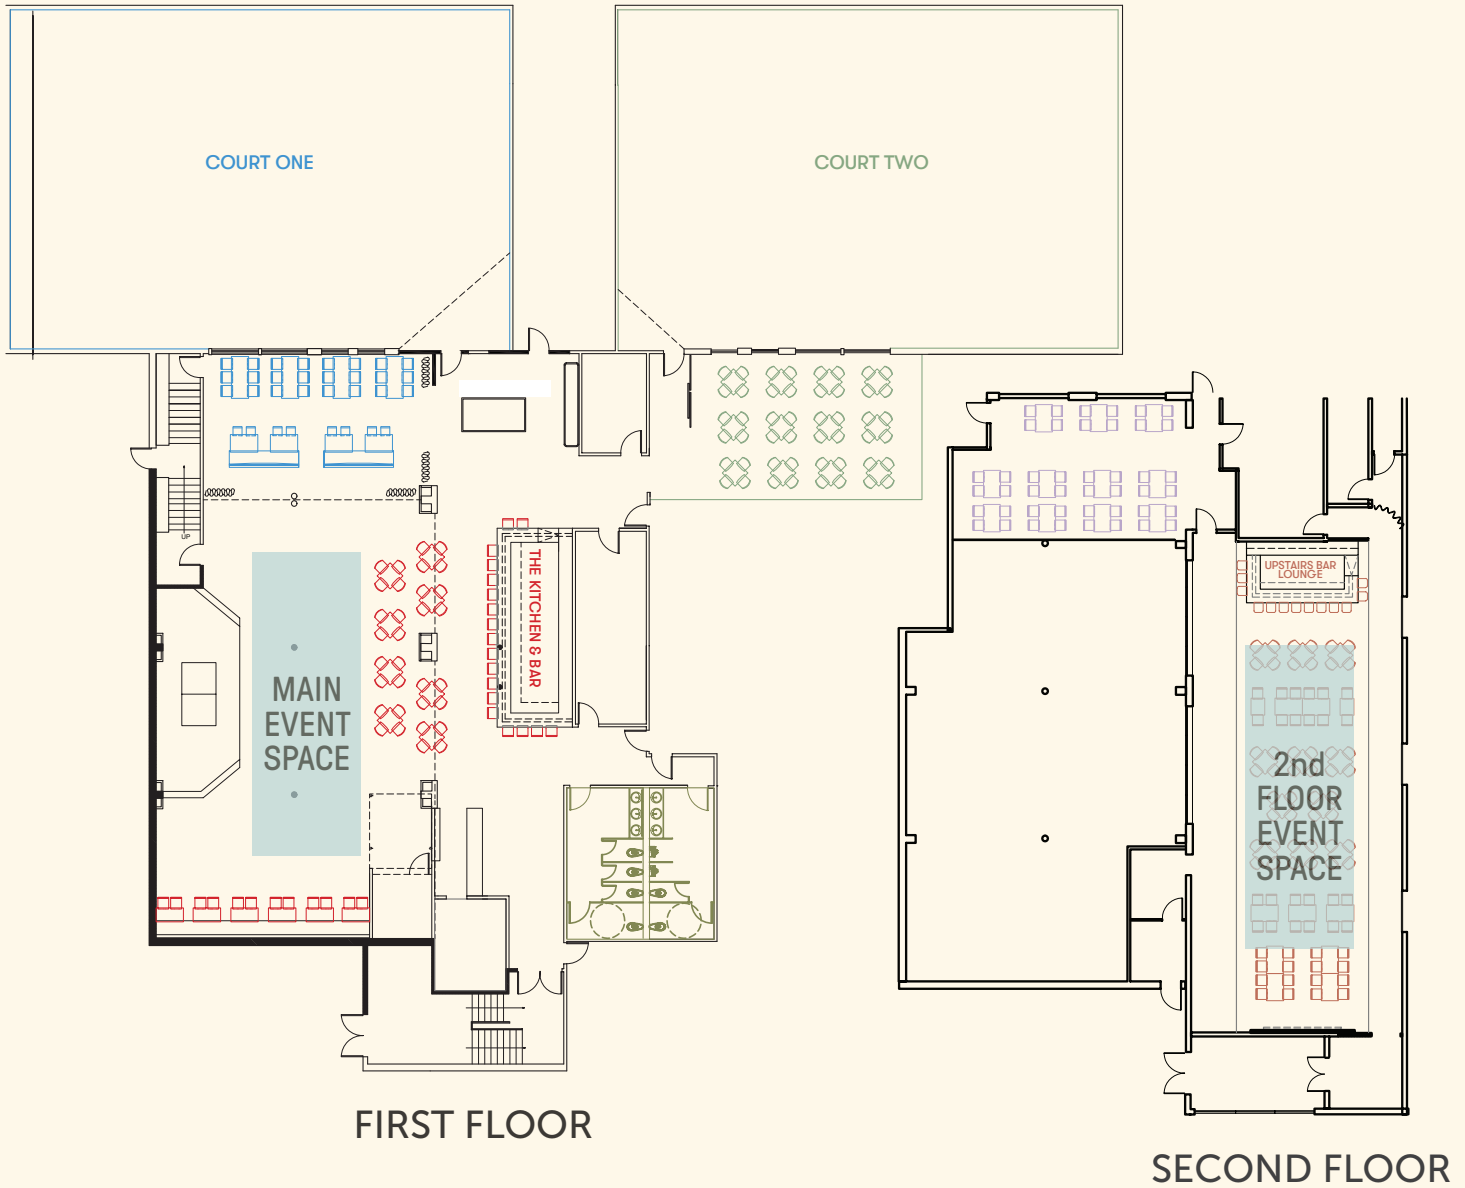 COURT ONE
COURT TWO
UP
THE KITCHEN & BAR
MAIN
EVENT
SPACE
UPSTAIRS BAR
LOUNGE
2nd
FLOOR
EVENT
SPACE
FIRST FLOOR
SECOND FLOOR